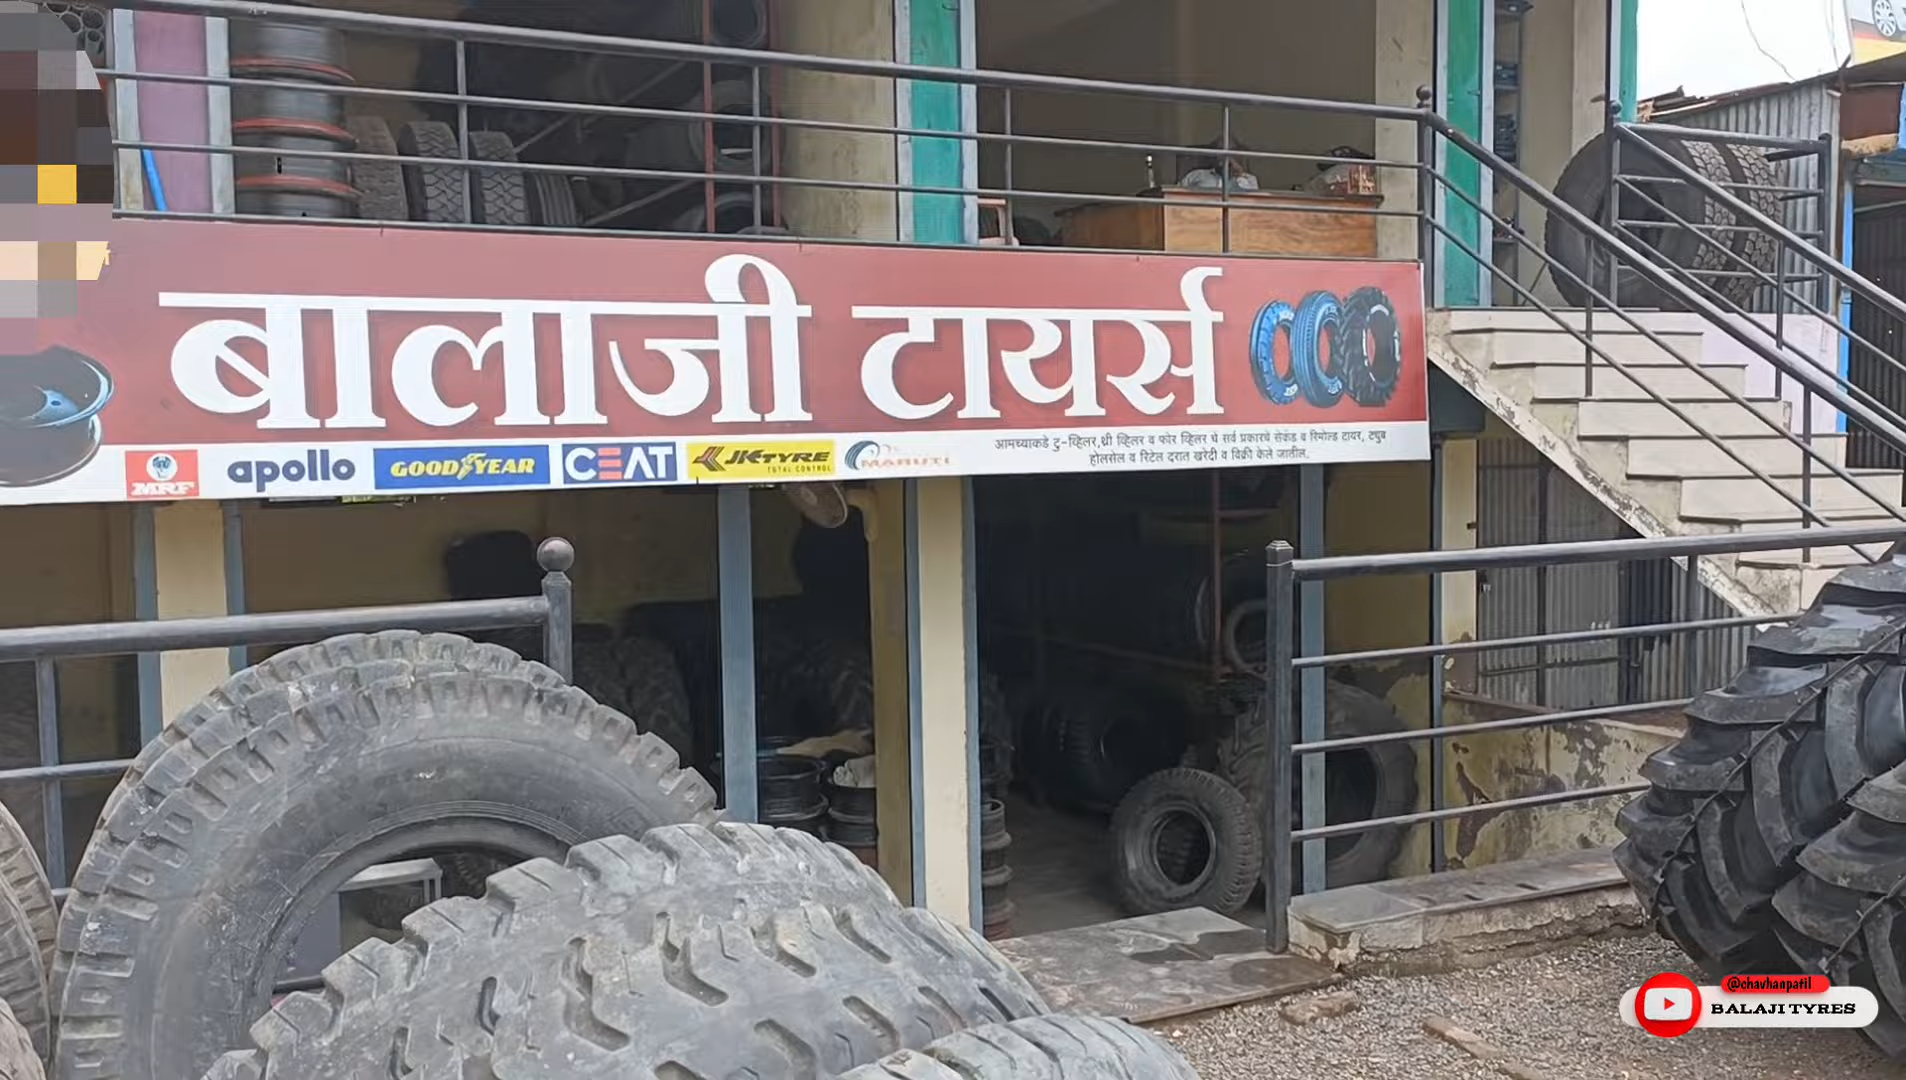 बालाजी टायर्स
MRF
apollo
GOODYEAR
CEAT
JK TYRE
TOTAL CONTROL
MARUTI
आमच्याकडे टु-व्हिलर,थ्री व्हिलर व फोर व्हिलर चे सर्व प्रकारचे सेकंड व रिमोल्ड टायर, ट्युब
होलसेल व रिटेल दरात खरेदी व विक्री केले जातील.
@chavhanpatil
BALAJI TYRES